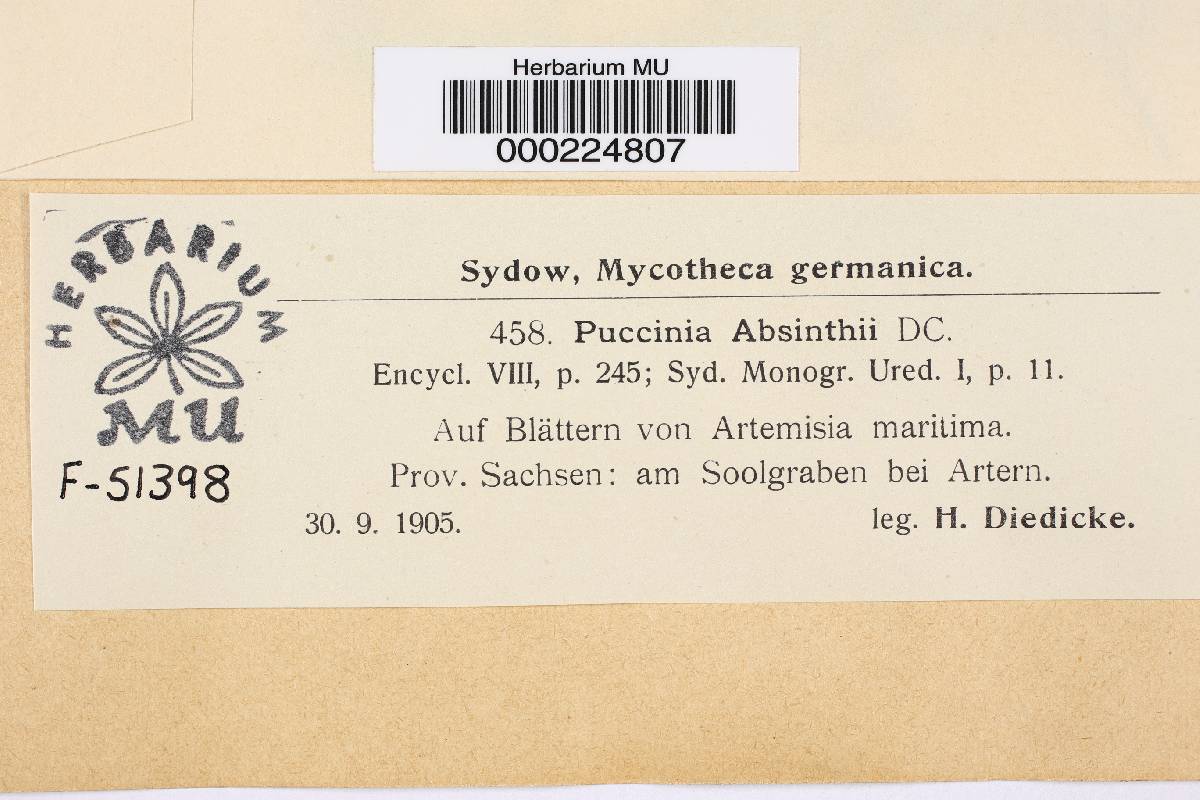 Herbarium MU
000224807
HERBARIUM
MU
F-51398
Sydow, Mycotheca germanica.
458. Puccinia Absinthii DC.
Encycl. VIII, p. 245; Syd. Monogr. Ured. I, p. 11.
Auf Blättern von Artemisia maritima.
Prov. Sachsen: am Soolgraben bei Artern.
30. 9. 1905. leg. H. Diedicke.